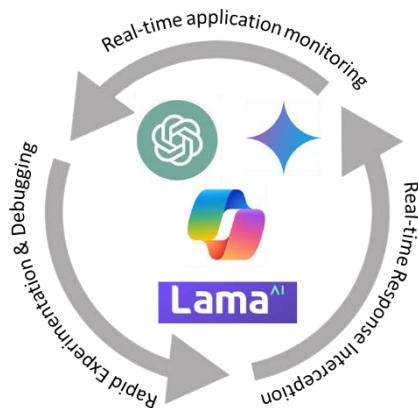 Real-time application monitoring
Rapid Experimentation & Debugging
Real-time Response Interception
Lama AI